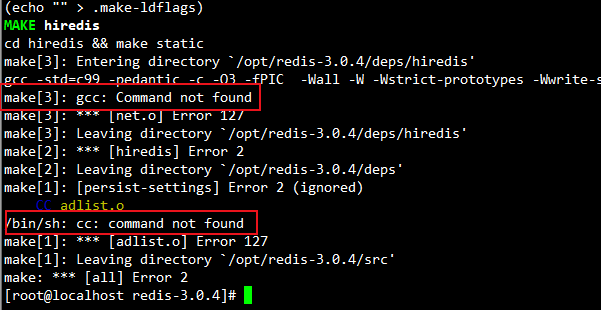 (echo "" > .make-ldflags)
MAKE hiredis
cd hiredis && make static
make[3]: Entering directory `/opt/redis-3.0.4/deps/hiredis'
gcc -std=c99 -pedantic -c -O3 -fPIC  -Wall -W -Wstrict-prototypes -Wwrite-s
make[3]: gcc: Command not found
make[3]: *** [net.o] Error 127
make[3]: Leaving directory `/opt/redis-3.0.4/deps/hiredis'
make[2]: *** [hiredis] Error 2
make[2]: Leaving directory `/opt/redis-3.0.4/deps'
make[1]: [persist-settings] Error 2 (ignored)
    CC adlist.o
/bin/sh: cc: command not found
make[1]: *** [adlist.o] Error 127
make[1]: Leaving directory `/opt/redis-3.0.4/src'
make: *** [all] Error 2
[root@localhost redis-3.0.4]#